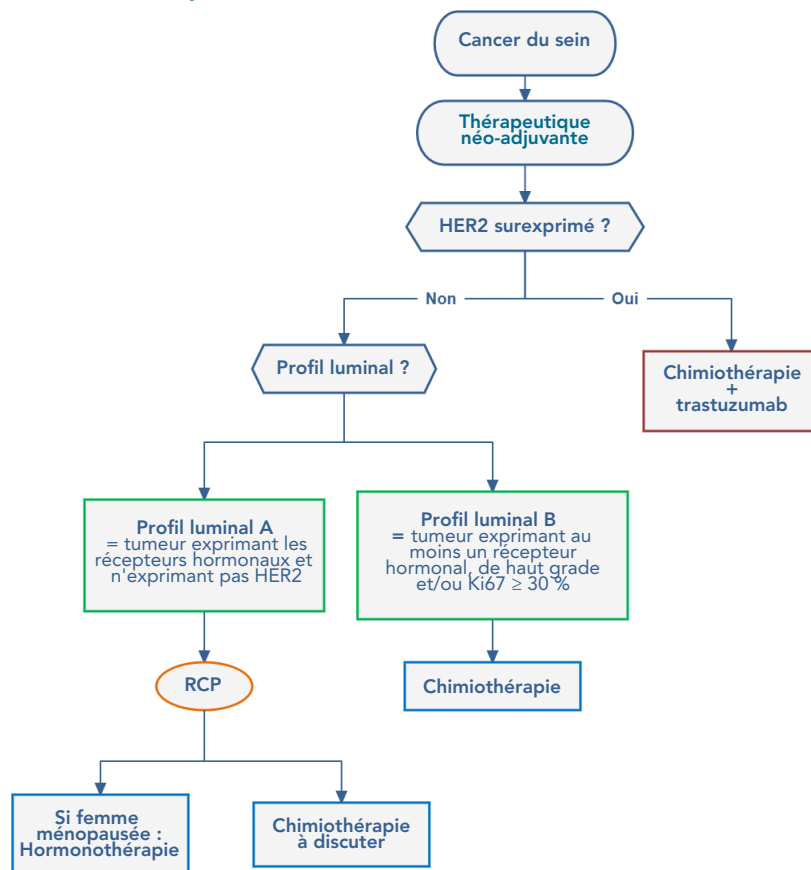 Cancer du sein
Thérapeutique
néo-adjuvante
HER2 surexprimé ?
Non
Oui
Profil luminal ?
Chimiothérapie
+
trastuzumab
Profil luminal A
= tumeur exprimant les
récepteurs hormonaux et
n'exprimant pas HER2
Profil luminal B
= tumeur exprimant au
moins un récepteur
hormonal, de haut grade
et/ou Ki67 ≥ 30 %
RCP
Chimiothérapie
Si femme
ménopausée :
Hormonothérapie
Chimiothérapie
à discuter